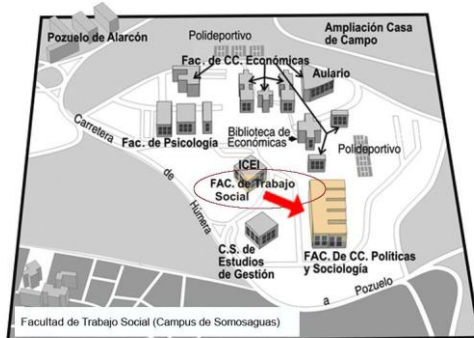 Pozuelo de Alarcón
Polideportivo
Ampliación Casa
de Campo
Fac. de CC. Económicas
Aulario
Carretera
de
Húmera
Fac. de Psicología
Biblioteca de
Económicas
Polideportivo
ICEI
FAC. de Trabajo
Social
C.S. de
Estudios
de Gestión
FAC. De CC. Políticas
y Sociología
a
Pozuelo
Facultad de Trabajo Social (Campus de Somosaguas)